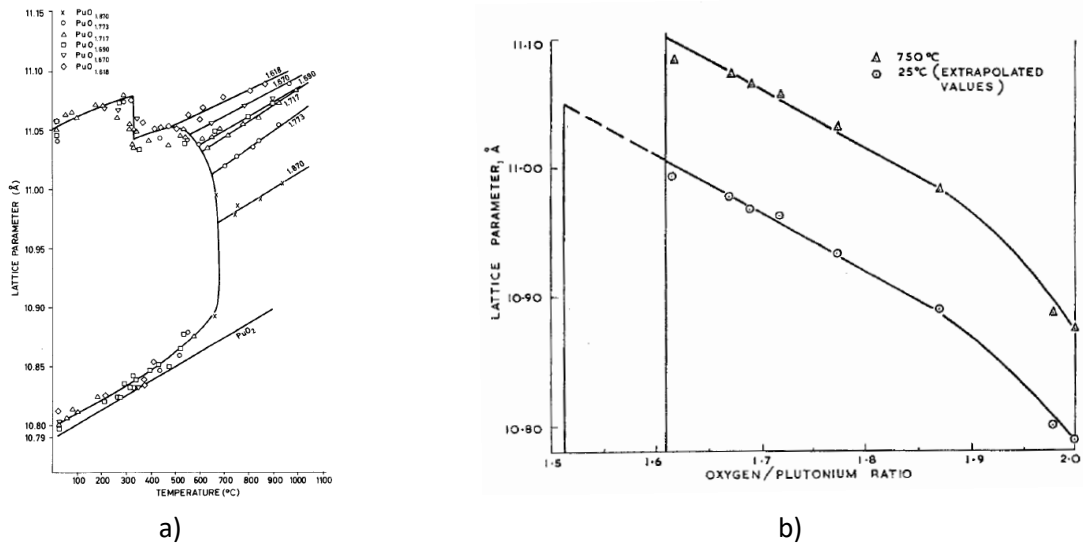 11.15
11.10
11.05
11.00
10.95
10.90
10.85
10.80
10.79
LATTICE PARAMETER (Å)
x PuO1.870
○ PuO1.773
△ PuO1.717
□ PuO1.690
▽ PuO1.670
◇ PuO1.618
1.618
1.670
1.690
1.717
1.773
1.870
PuO2
100 200 300 400 500 600 700 800 900 1000 1100
TEMPERATURE (°C)
a)
11·10
11·00
10·90
10·80
LATTICE PARAMETER, Å
△ 750°C
⊙ 25°C (EXTRAPOLATED
VALUES)
1·5 1·6 1·7 1·8 1·9 2·0
OXYGEN/PLUTONIUM RATIO
b)